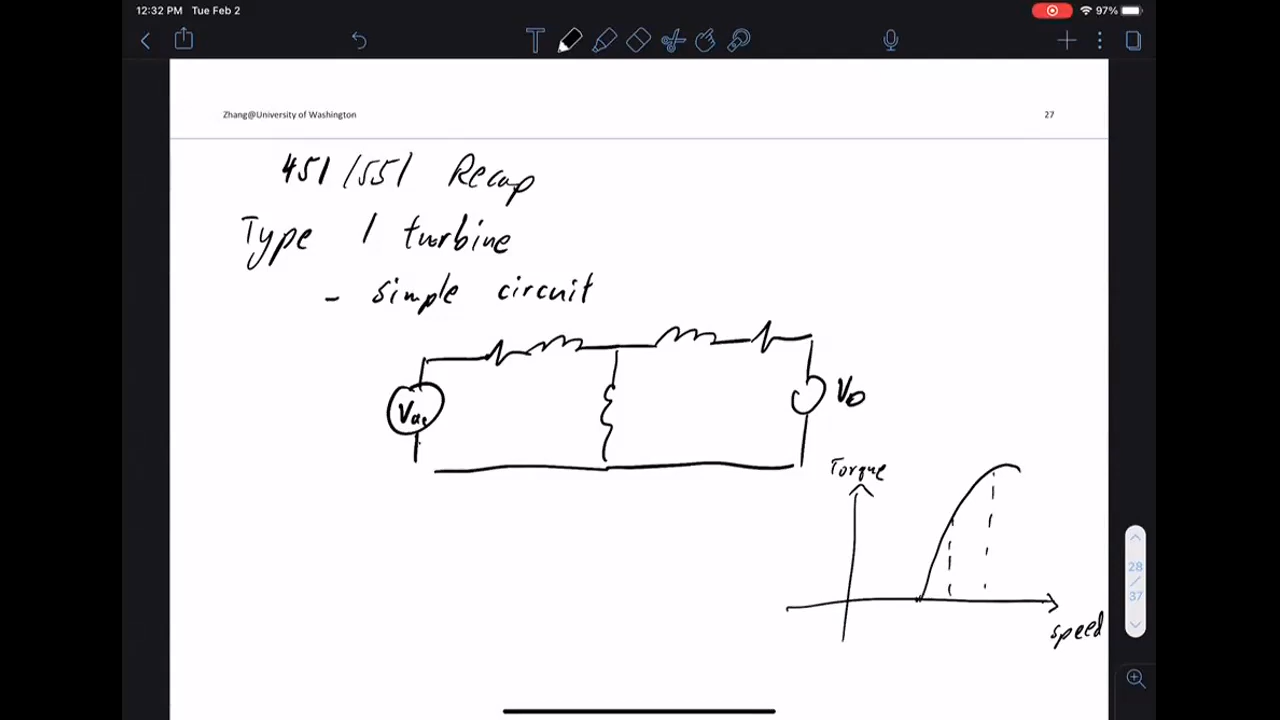 12:32 PM Tue Feb 2
97%
Zhang@University of Washington
27
451/551 Recap
Type 1 turbine
- simple circuit
Vac
VD
Torque
speed
28
/
37